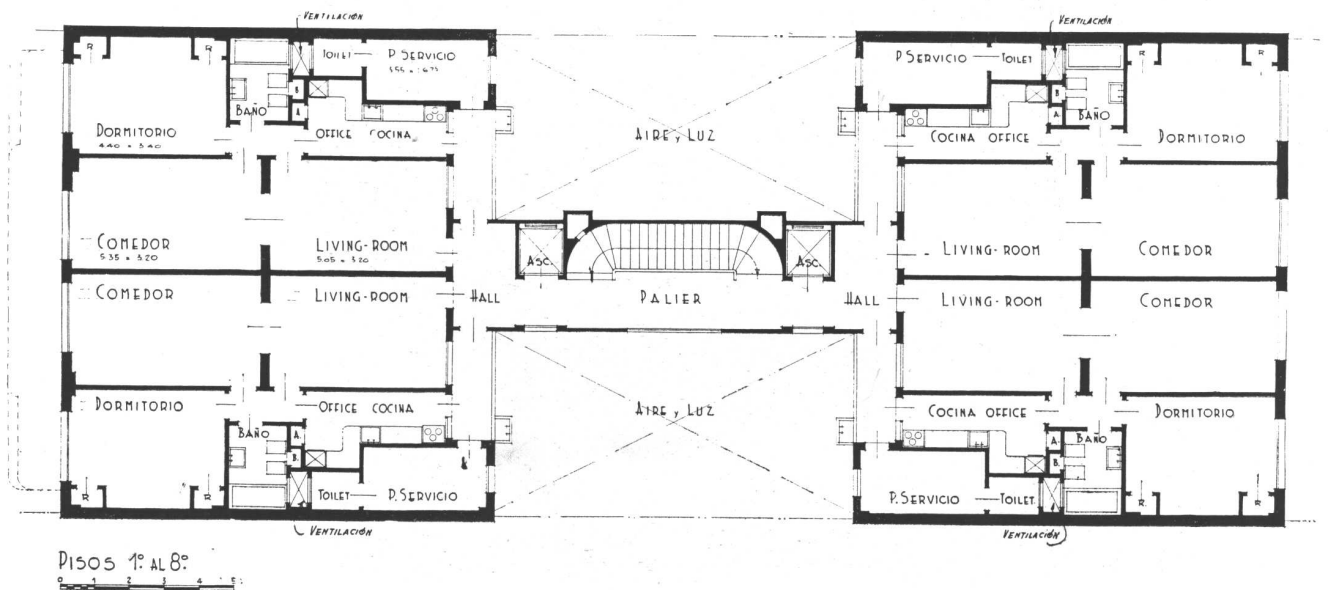 VENTILACIÓN
VENTILACIÓN
R
R
TOILET
P. SERVICIO
P. SERVICIO
TOILET
R
R
B
A.
BAÑO
OFFICE COCINA
DORMITORIO
4.40 x 3.40
AIRE y LUZ
COCINA OFFICE
B
A.
BAÑO
DORMITORIO
COMEDOR
5.35 x 3.20
LIVING-ROOM
5.05 x 3.20
ASC.
ASC.
LIVING-ROOM
COMEDOR
COMEDOR
LIVING-ROOM
HALL
PALIER
HALL
LIVING-ROOM
COMEDOR
DORMITORIO
OFFICE COCINA
AIRE y LUZ
COCINA OFFICE
DORMITORIO
BAÑO
A.
B.
A.
B.
BAÑO
R
R
TOILET
P. SERVICIO
P. SERVICIO
TOILET
R.
R.
VENTILACIÓN
VENTILACIÓN
PISOS 1º AL 8º
0 1 2 3 4 5